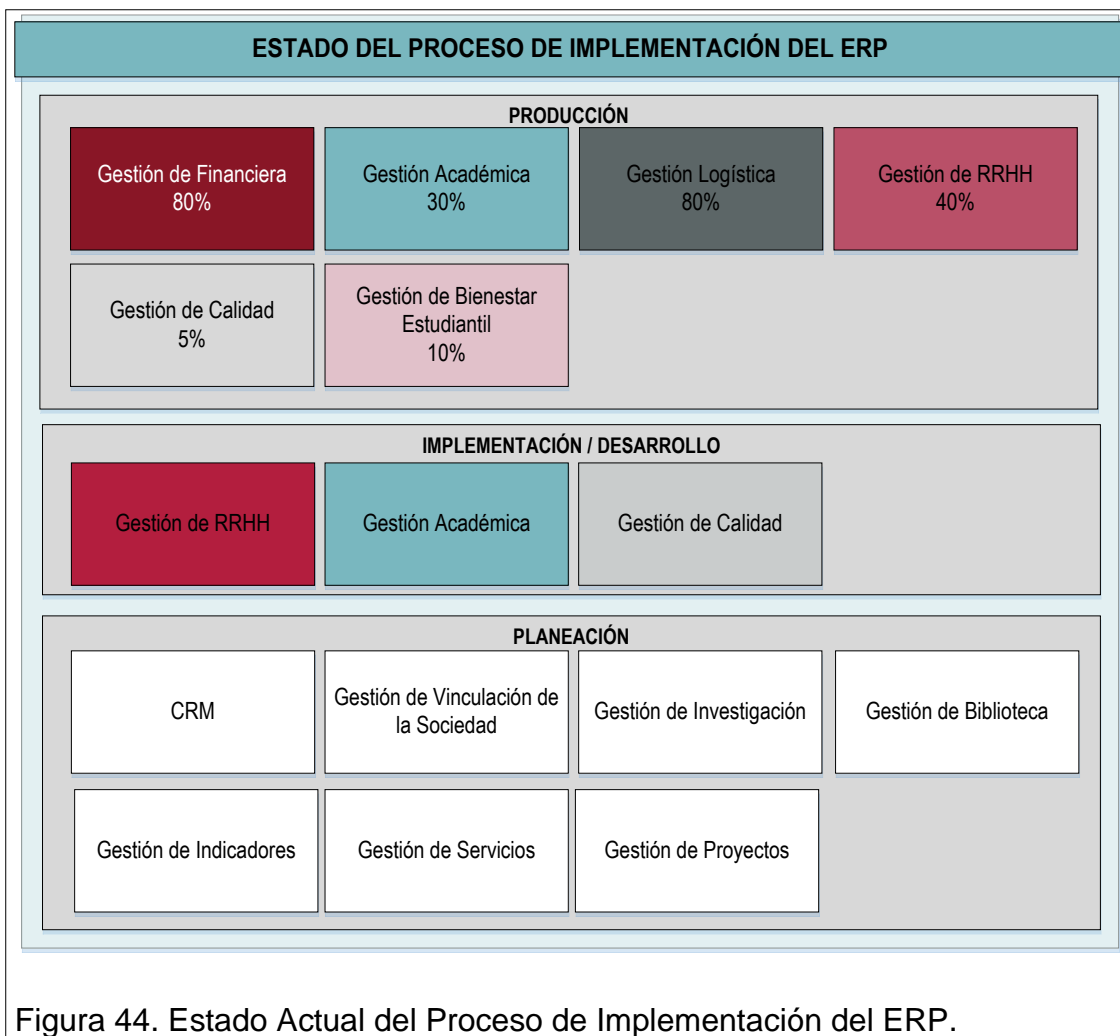 ESTADO DEL PROCESO DE IMPLEMENTACIÓN DEL ERP
PRODUCCIÓN
Gestión de Financiera
80%
Gestión Académica
30%
Gestión Logística
80%
Gestión de RRHH
40%
Gestión de Calidad
5%
Gestión de Bienestar
Estudiantil
10%
IMPLEMENTACIÓN / DESARROLLO
Gestión de RRHH
Gestión Académica
Gestión de Calidad
PLANEACIÓN
CRM
Gestión de Vinculación de
la Sociedad
Gestión de Investigación
Gestión de Biblioteca
Gestión de Indicadores
Gestión de Servicios
Gestión de Proyectos
Figura 44. Estado Actual del Proceso de Implementación del ERP.